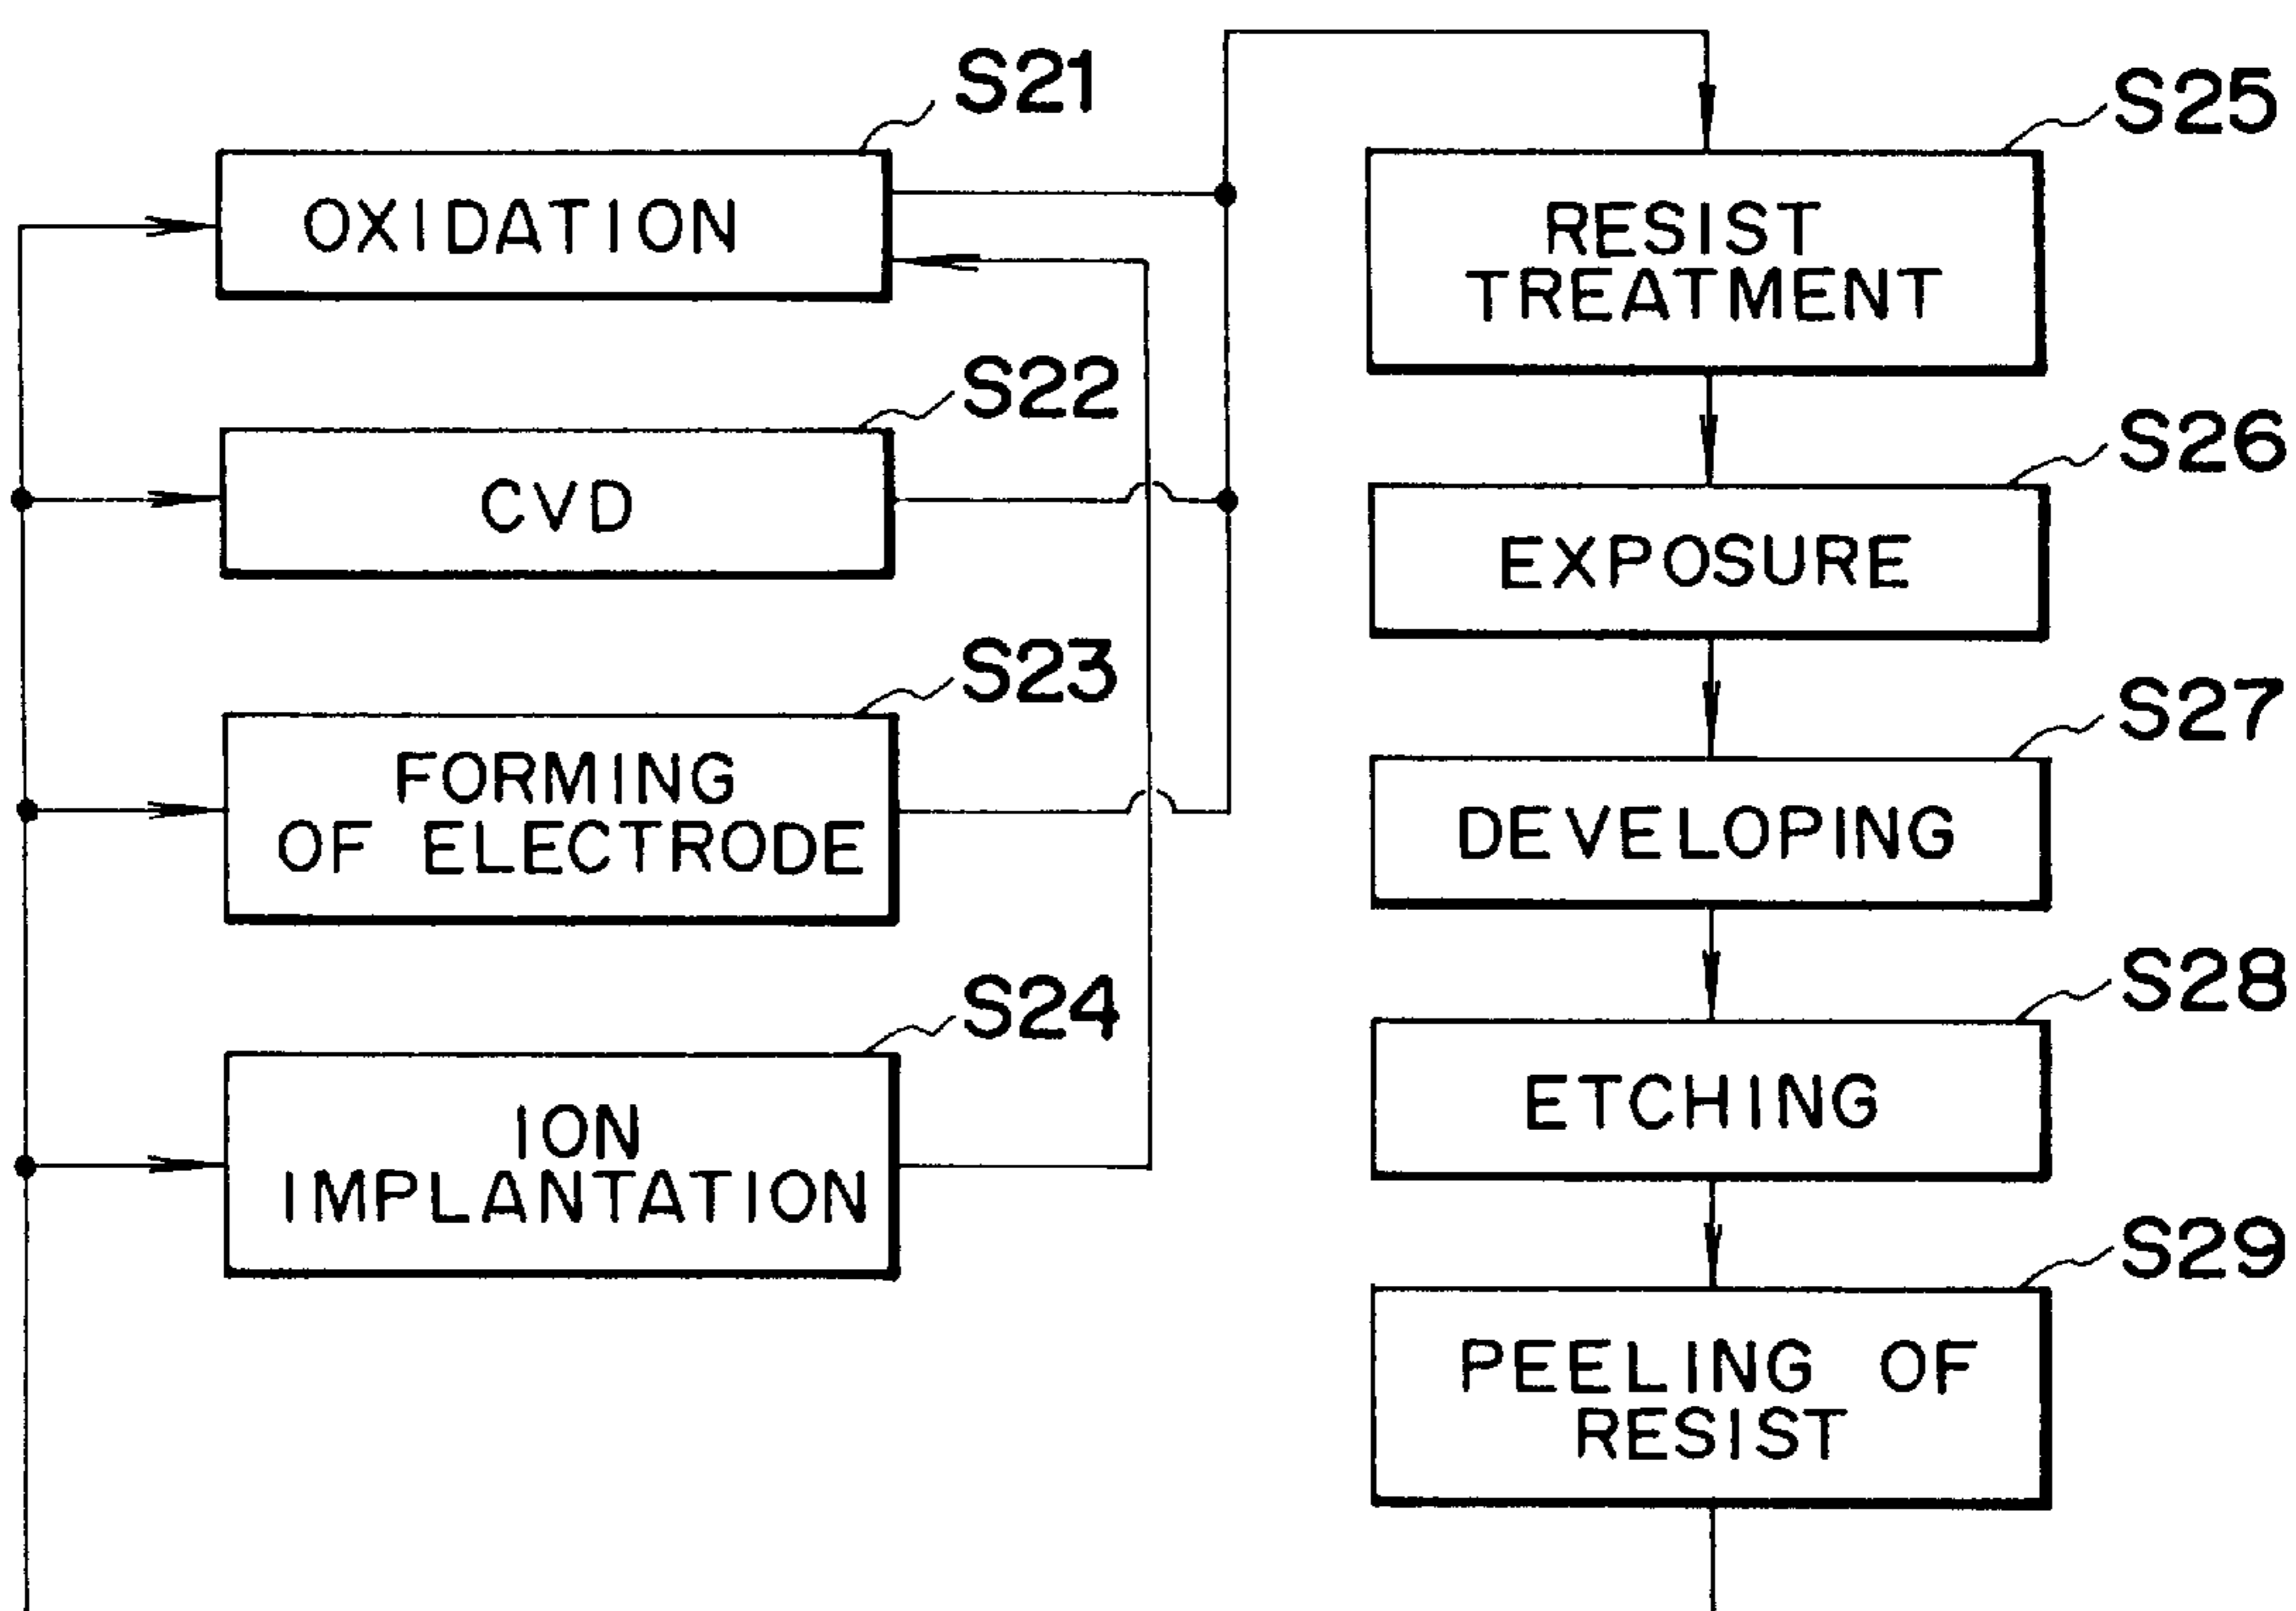 S21
OXIDATION
S22
CVD
S23
FORMING
OF ELECTRODE
S24
ION
IMPLANTATION
S25
RESIST
TREATMENT
S26
EXPOSURE
S27
DEVELOPING
S28
ETCHING
S29
PEELING OF
RESIST